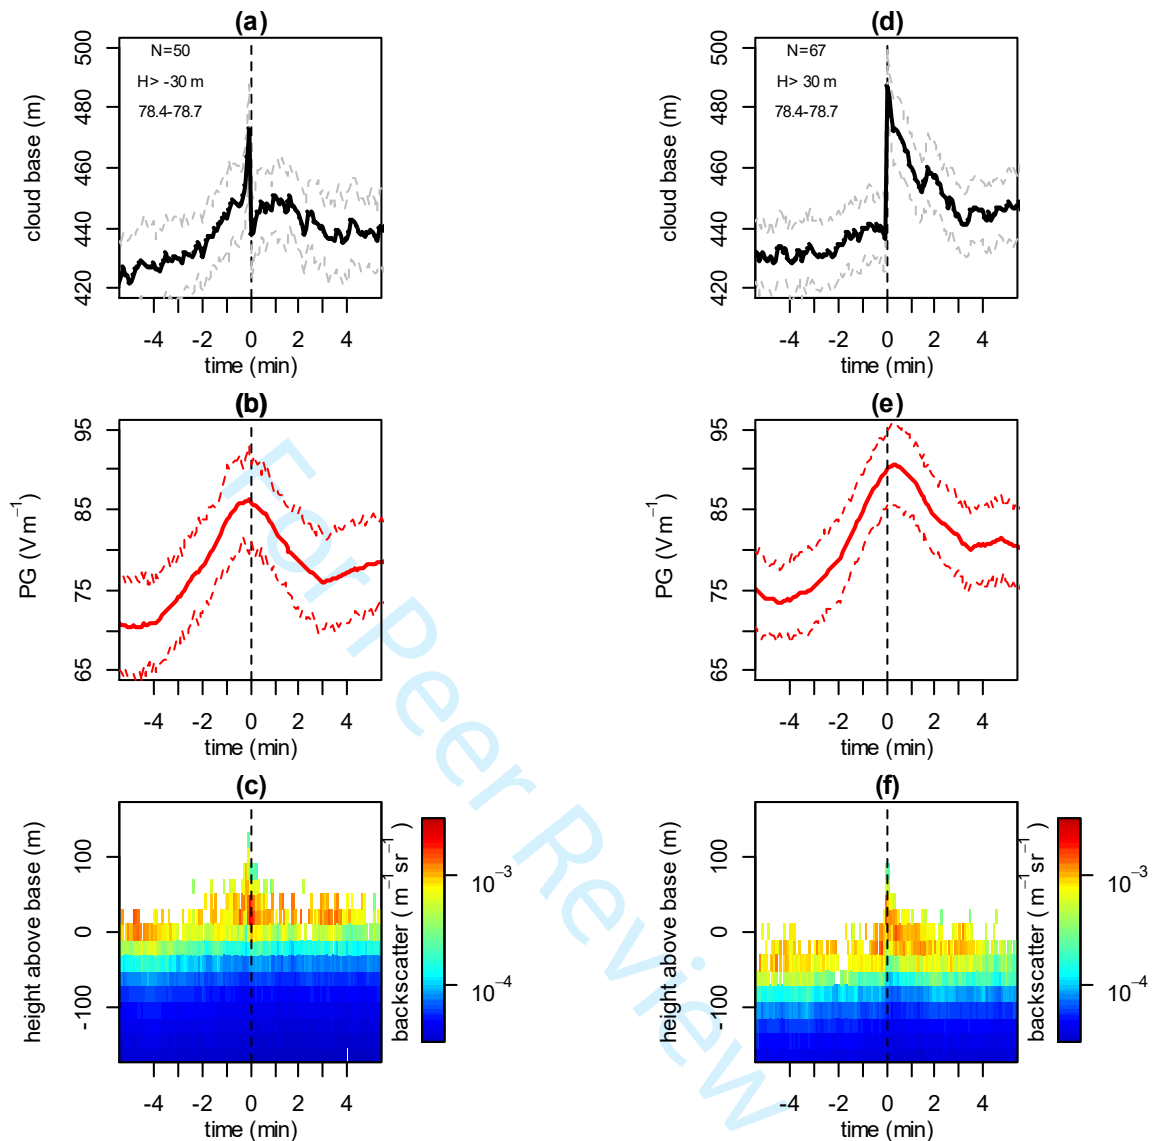 (a)
cloud base (m)
500
480
460
440
420
N=50
H> -30 m
78.4-78.7
-4 -2 0 2 4
time (min)
(d)
cloud base (m)
500
480
460
440
420
N=67
H> 30 m
78.4-78.7
-4 -2 0 2 4
time (min)
(b)
PG (V m⁻¹)
95
85
75
65
-4 -2 0 2 4
time (min)
(e)
PG (V m⁻¹)
95
85
75
65
-4 -2 0 2 4
time (min)
(c)
height above base (m)
100
0
-100
-4 -2 0 2 4
time (min)
backscatter ( m⁻¹ sr⁻¹ )
10⁻³
10⁻⁴
(f)
height above base (m)
100
0
-100
-4 -2 0 2 4
time (min)
backscatter ( m⁻¹ sr⁻¹ )
10⁻³
10⁻⁴
For Peer Review